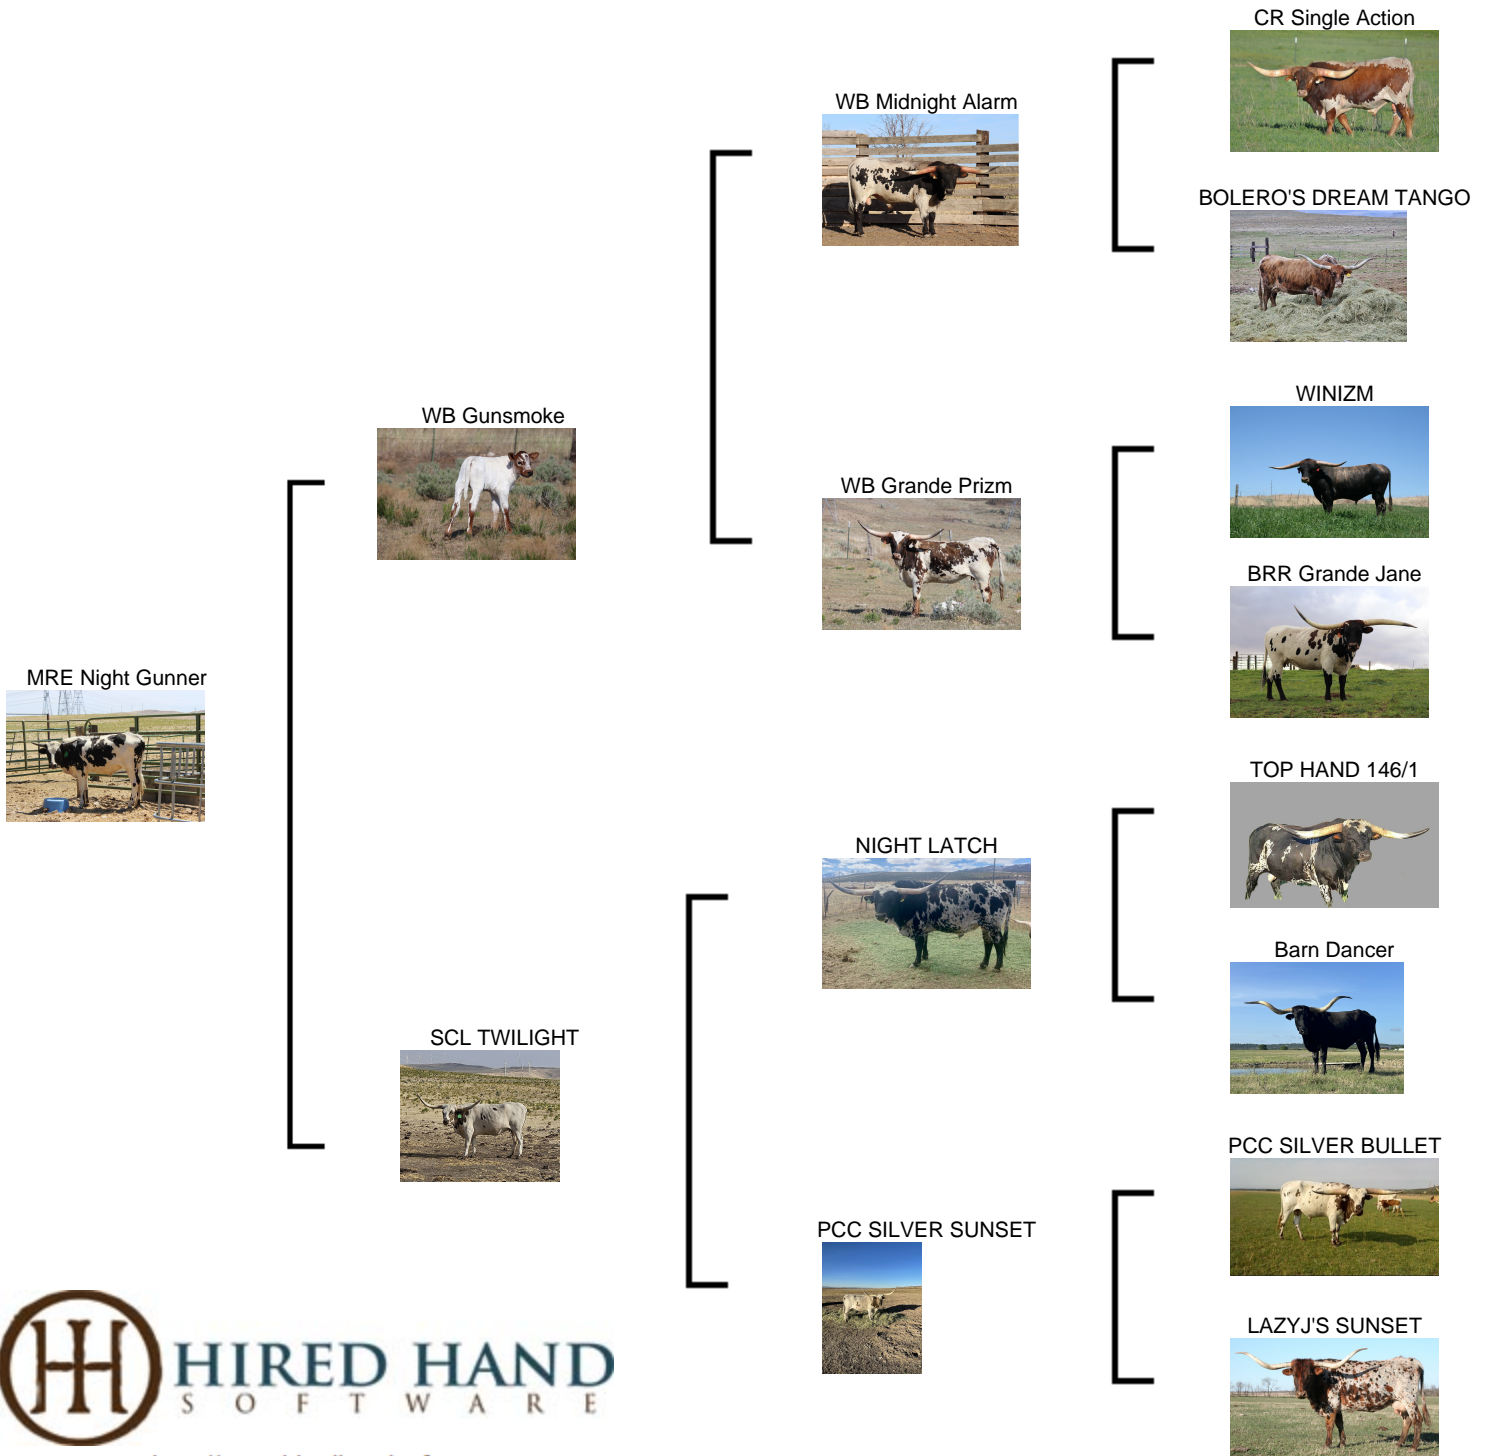 CR Single Action
WB Midnight Alarm
BOLERO'S DREAM TANGO
WB Gunsmoke
WINIZM
WB Grande Prizm
BRR Grande Jane
MRE Night Gunner
TOP HAND 146/1
NIGHT LATCH
Barn Dancer
SCL TWILIGHT
PCC SILVER BULLET
PCC SILVER SUNSET
LAZYJ'S SUNSET
HIRED HAND
SOFTWARE